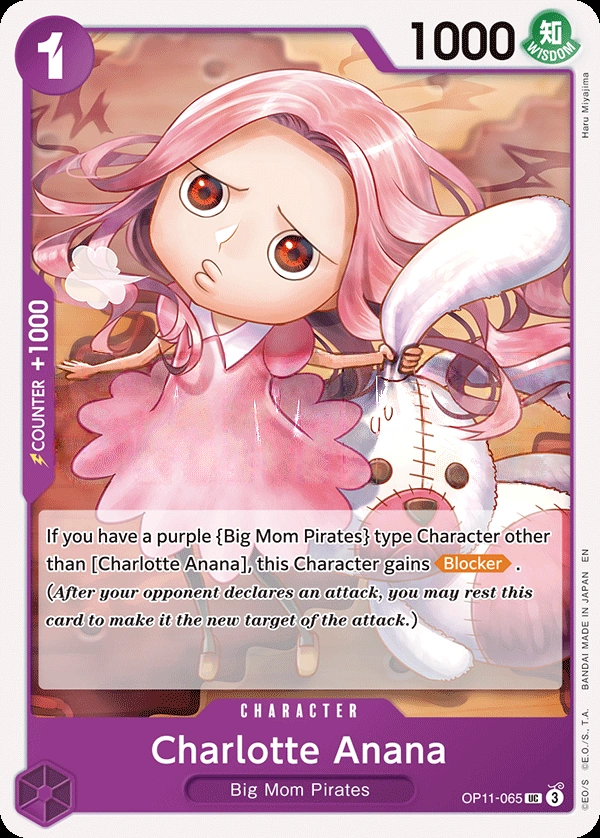 1
1000
知
WISDOM
Haru Miyajima
COUNTER +1000
If you have a purple {Big Mom Pirates} type Character other
than [Charlotte Anana], this Character gains Blocker .
(After your opponent declares an attack, you may rest this
card to make it the new target of the attack.)
CHARACTER
Charlotte Anana
Big Mom Pirates
OP11-065 UC 3
©EO/S ©E.O./S., T.A. BANDAI MADE IN JAPAN EN